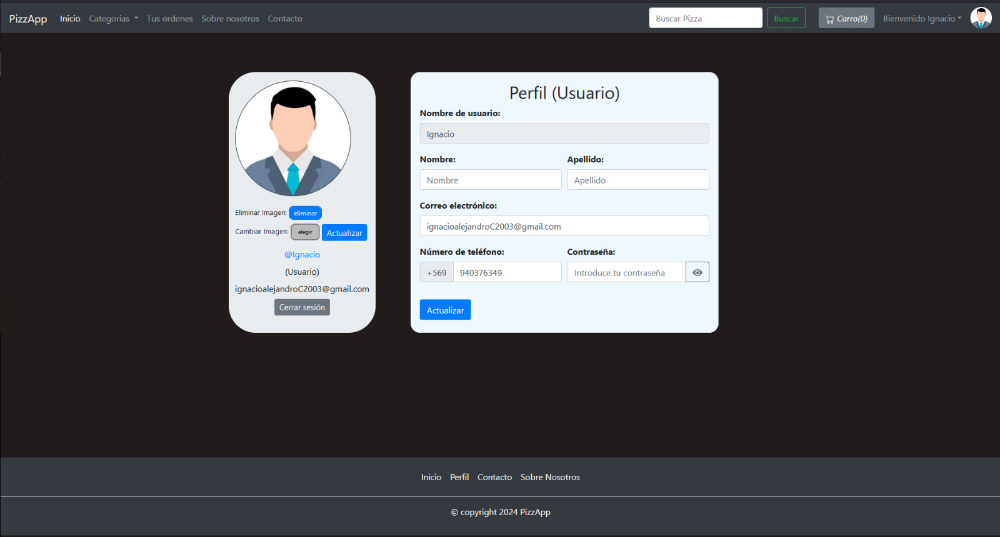 PizzApp Inicio Categorias Tus ordenes Sobre nosotros Contacto Buscar Pizza Buscar Carro(0) Bienvenido Ignacio
Eliminar Imagen: eliminar
Cambiar Imagen: elegir Actualizar
@Ignacio
(Usuario)
ignacioalejandroC2003@gmail.com
Cerrar sesión
Perfil (Usuario)
Nombre de usuario:
Ignacio
Nombre: Apellido:
Nombre Apellido
Correo electrónico:
ignacioalejandroC2003@gmail.com
Número de teléfono: Contraseña:
+569 940376349 Introduce tu contraseña
Actualizar
Inicio Perfil Contacto Sobre Nosotros
© copyright 2024 PizzApp